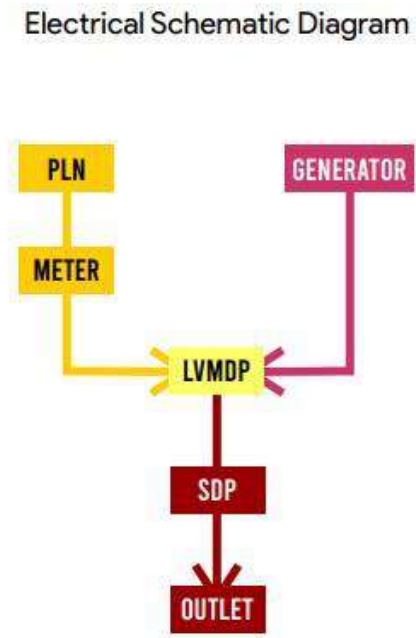 Electrical Schematic Diagram
PLN
GENERATOR
METER
LVMDP
SDP
OUTLET